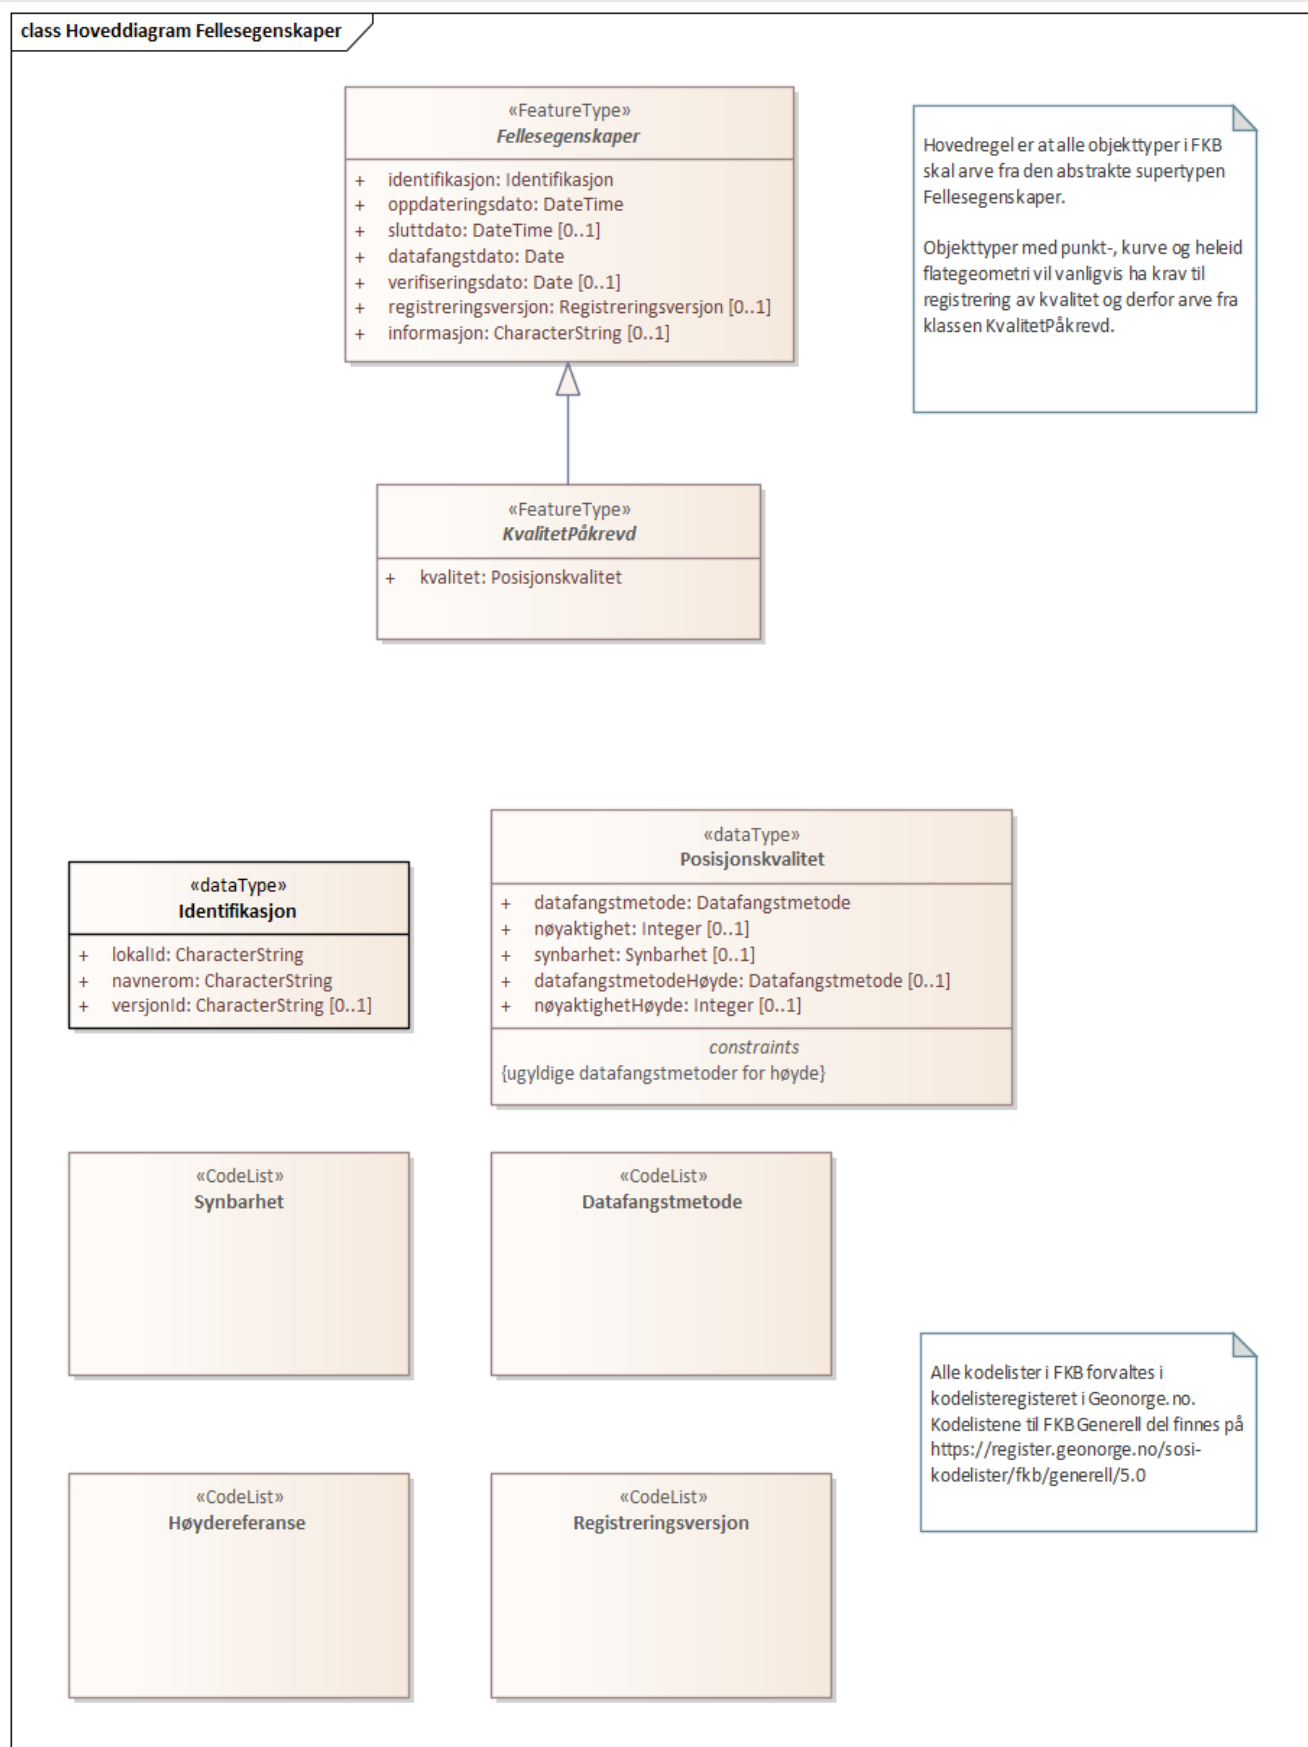 class Hoveddiagram Fellesegenskaper
«FeatureType»
Fellesegenskaper
+ identifikasjon: Identifikasjon
+ oppdateringsdato: DateTime
+ sluttdato: DateTime [0..1]
+ datafangstdato: Date
+ verifiseringsdato: Date [0..1]
+ registreringsversjon: Registreringsversjon [0..1]
+ informasjon: CharacterString [0..1]
Hovedregel er at alle objekttyper i FKB
skal arve fra den abstrakte supertypen
Fellesegenskaper.
Objekttyper med punkt-, kurve og heleid
flategeometri vil vanligvis ha krav til
registrering av kvalitet og derfor arve fra
klassen KvalitetPåkrevd.
«FeatureType»
KvalitetPåkrevd
+ kvalitet: Posisjonskvalitet
«dataType»
Identifikasjon
+ lokalId: CharacterString
+ navnerom: CharacterString
+ versjonId: CharacterString [0..1]
«dataType»
Posisjonskvalitet
+ datafangstmetode: Datafangstmetode
+ nøyaktighet: Integer [0..1]
+ synbarhet: Synbarhet [0..1]
+ datafangstmetodeHøyde: Datafangstmetode [0..1]
+ nøyaktighetHøyde: Integer [0..1]
constraints
{ugyldige datafangstmetoder for høyde}
«CodeList»
Synbarhet
«CodeList»
Datafangstmetode
Alle kodelister i FKB forvaltes i
kodelisteregisteret i Geonorge.no.
Kodelistene til FKB Generell del finnes på
https://register.geonorge.no/sosi-
kodelister/fkb/generell/5.0
«CodeList»
Høydereferanse
«CodeList»
Registreringsversjon